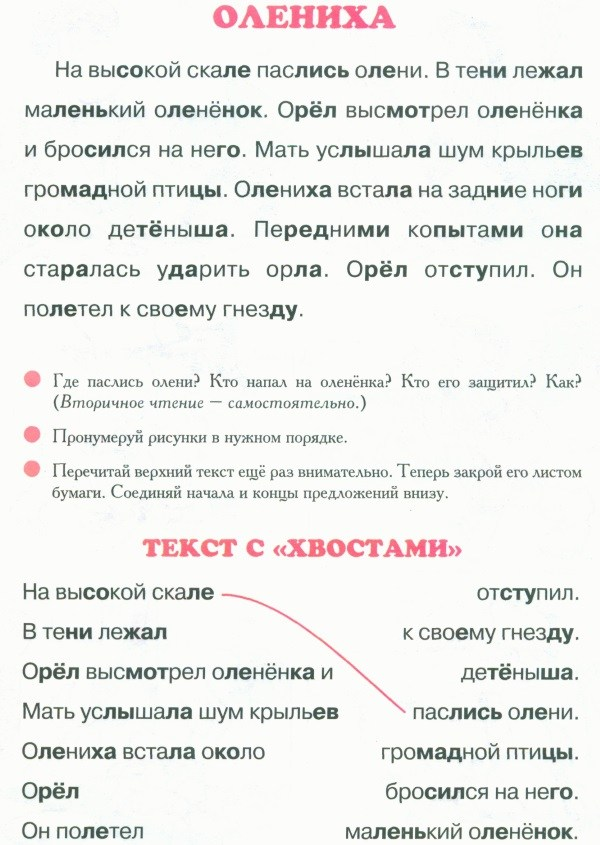 ОЛЕНИХА
На высокой скале паслись олени. В тени лежал
маленький оленёнок. Орёл высмотрел оленёнка
и бросился на него. Мать услышала шум крыльев
громадной птицы. Олениха встала на задние ноги
около детёныша. Передними копытами она
старалась ударить орла. Орёл отступил. Он
полетел к своему гнезду.
Где паслись олени? Кто напал на оленёнка? Кто его защитил? Как?
(Вторичное чтение — самостоятельно.)
Пронумеруй рисунки в нужном порядке.
Перечитай верхний текст ещё раз внимательно. Теперь закрой его листом
бумаги. Соединяй начала и концы предложений внизу.
ТЕКСТ С «ХВОСТАМИ»
На высокой скале отступил.
В тени лежал к своему гнезду.
Орёл высмотрел оленёнка и детёныша.
Мать услышала шум крыльев паслись олени.
Олениха встала около громадной птицы.
Орёл бросился на него.
Он полетел маленький оленёнок.